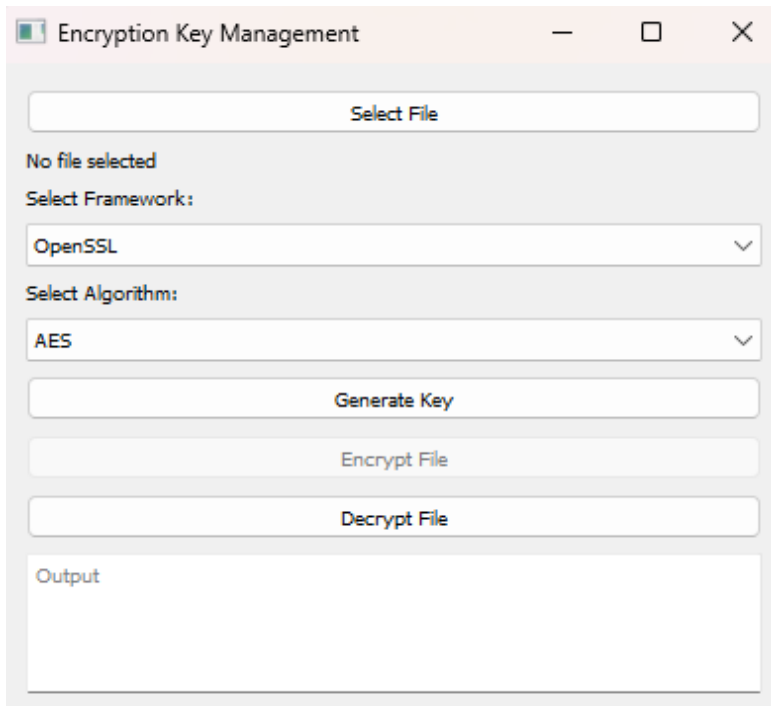 Encryption Key Management
Select File
No file selected
Select Framework:
OpenSSL
Select Algorithm:
AES
Generate Key
Encrypt File
Decrypt File
Output